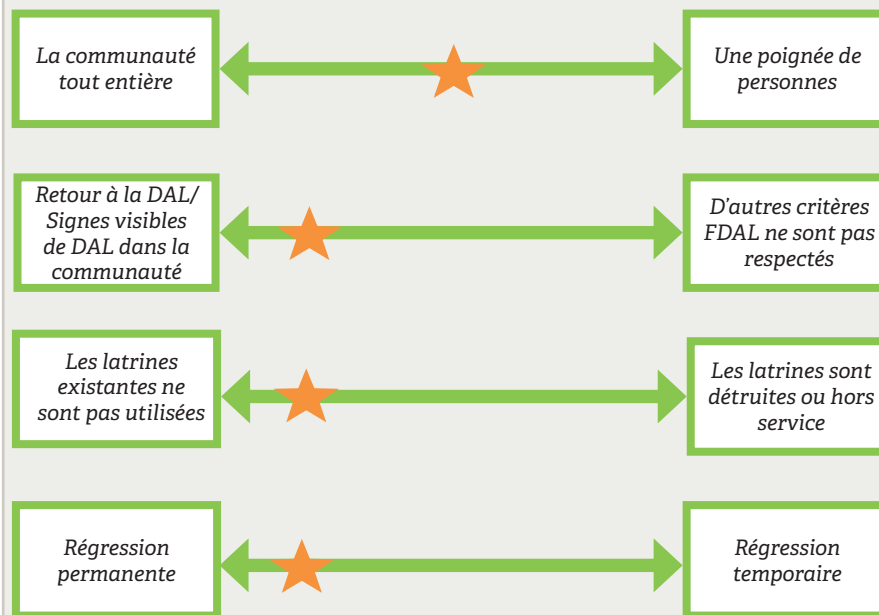 La communauté
tout entière
Une poignée de
personnes
Retour à la DAL/
Signes visibles
de DAL dans la
communauté
D'autres critères
FDAL ne sont pas
respectés
Les latrines
existantes ne
sont pas utilisées
Les latrines sont
détruites ou hors
service
Régression
permanente
Régression
temporaire